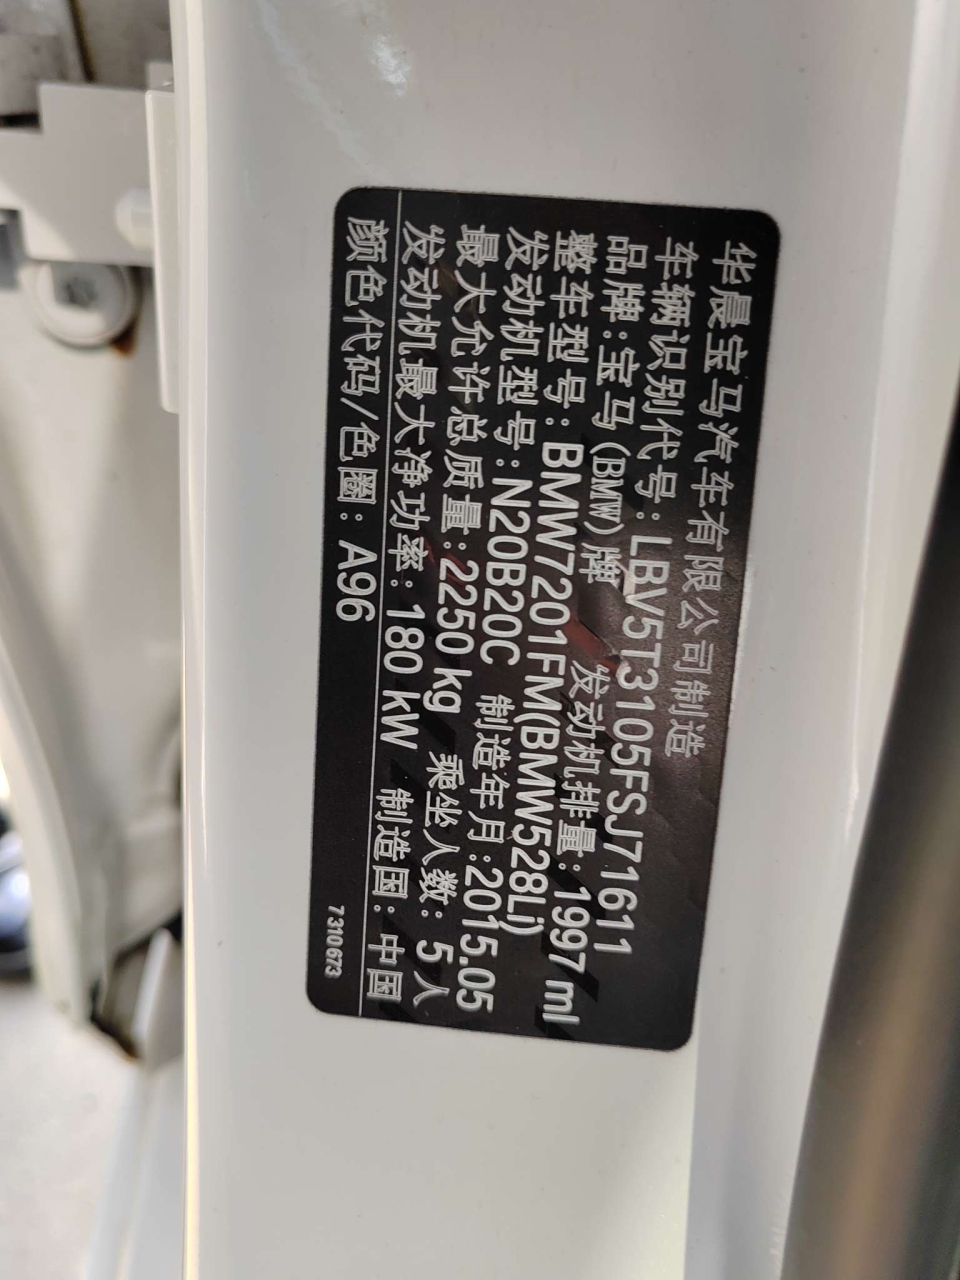 华晨宝马汽车有限公司制造
车辆识别代号：LBV5T3105FSJ71611
品牌：宝马(BMW)牌 发动机排量：1997 ml
整车型号：BMW7201FM(BMW528Li)
发动机型号：N20B20C 制造年月：2015.05
最大允许总质量：2250 kg 乘坐人数：5人
发动机最大净功率：180 kW 制造国：中国
颜色代码/色圈：A96
7310673